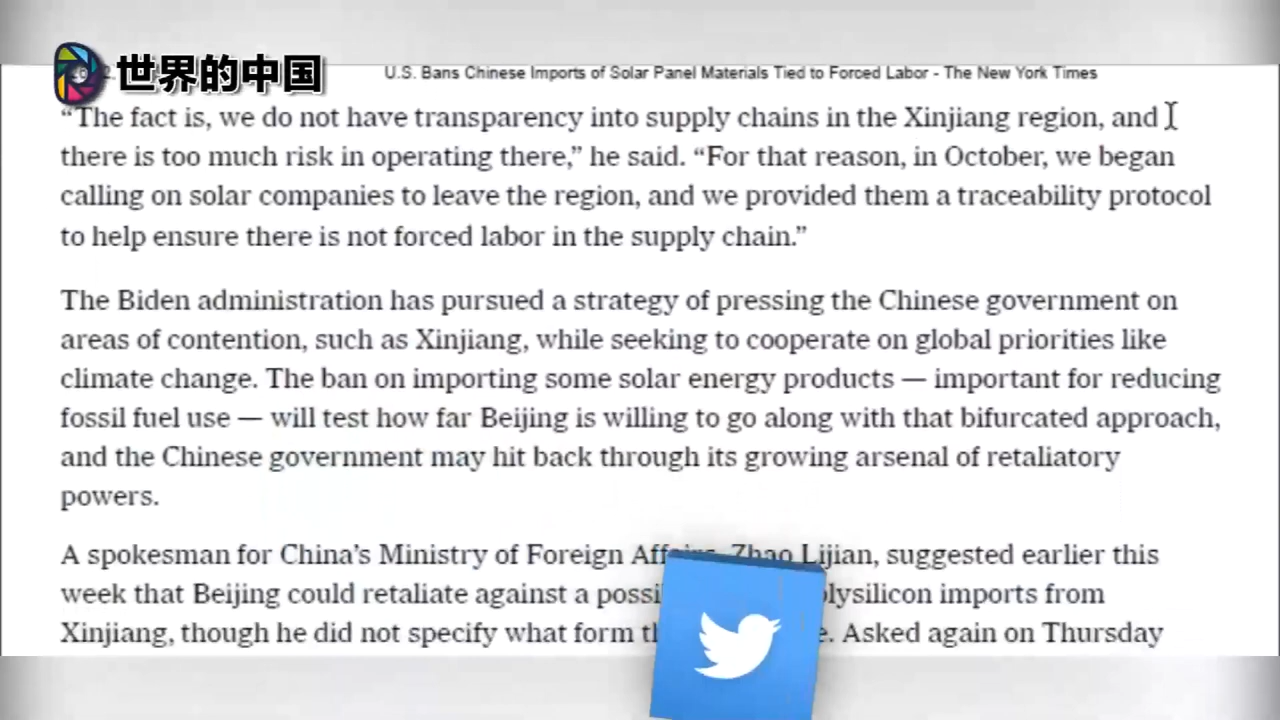 世界的中国
U.S. Bans Chinese Imports of Solar Panel Materials Tied to Forced Labor - The New York Times
“The fact is, we do not have transparency into supply chains in the Xinjiang region, and
there is too much risk in operating there,” he said. “For that reason, in October, we began
calling on solar companies to leave the region, and we provided them a traceability protocol
to help ensure there is not forced labor in the supply chain.”
The Biden administration has pursued a strategy of pressing the Chinese government on
areas of contention, such as Xinjiang, while seeking to cooperate on global priorities like
climate change. The ban on importing some solar energy products — important for reducing
fossil fuel use — will test how far Beijing is willing to go along with that bifurcated approach,
and the Chinese government may hit back through its growing arsenal of retaliatory
powers.
A spokesman for China’s Ministry of Foreign Affairs, Zhao Lijian, suggested earlier this
week that Beijing could retaliate against a imports from
Xinjiang, though he did not specify what form Asked again on Thursday